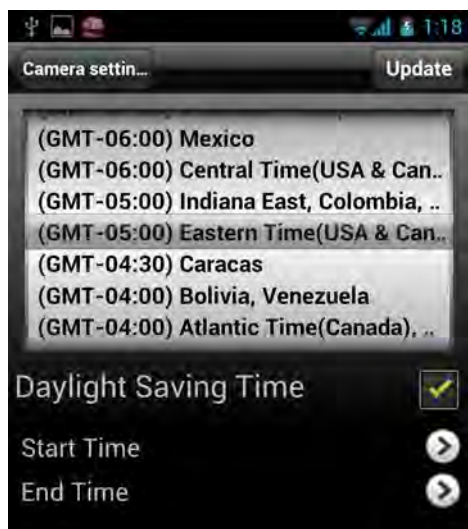 1:18
Camera settin...
Update
(GMT-06:00) Mexico
(GMT-06:00) Central Time(USA & Can..
(GMT-05:00) Indiana East, Colombia, ..
(GMT-05:00) Eastern Time(USA & Can..
(GMT-04:30) Caracas
(GMT-04:00) Bolivia, Venezuela
(GMT-04:00) Atlantic Time(Canada), ..
Daylight Saving Time
Start Time
End Time